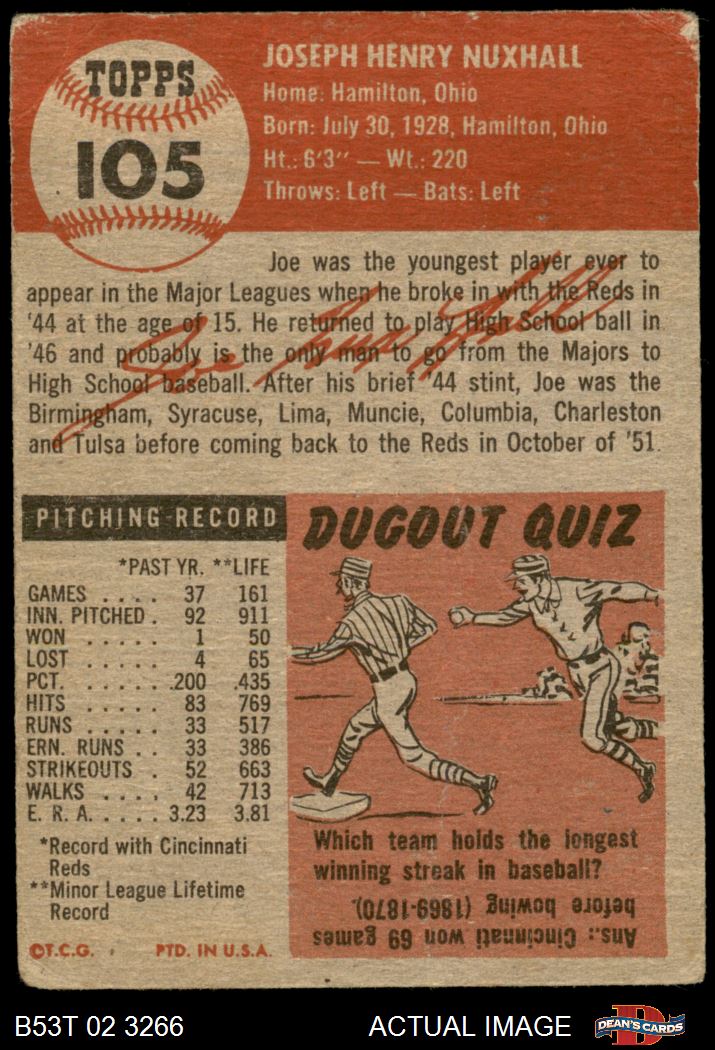 TOPPS
105
JOSEPH HENRY NUXHALL
Home: Hamilton, Ohio
Born: July 30, 1928, Hamilton, Ohio
Ht.: 6'3" — Wt.: 220
Throws: Left — Bats: Left
Joe was the youngest player ever to
appear in the Major Leagues when he broke in with the Reds in
'44 at the age of 15. He returned to play High School ball in
'46 and probably is the only man to go from the Majors to
High School baseball. After his brief '44 stint, Joe was the
Birmingham, Syracuse, Lima, Muncie, Columbia, Charleston
and Tulsa before coming back to the Reds in October of '51.
Joe Nuxhall
PITCHING RECORD
*PAST YR. **LIFE
GAMES . . . . 37 161
INN. PITCHED . 92 911
WON . . . . . 1 50
LOST . . . . . 4 65
PCT. . . . . . .200 .435
HITS . . . . . 83 769
RUNS . . . . . 33 517
ERN. RUNS . . 33 386
STRIKEOUTS . 52 663
WALKS . . . . 42 713
E. R. A. . . . . 3.23 3.81
*Record with Cincinnati
Reds
**Minor League Lifetime
Record
©T.C.G. PTD. IN U.S.A.
DUGOUT QUIZ
Which team holds the longest
winning streak in baseball?
Ans.: Cincinnati won 69 games
before bowing (1869-1870).
B53T 02 3266
ACTUAL IMAGE
D
DEAN'S CARDS